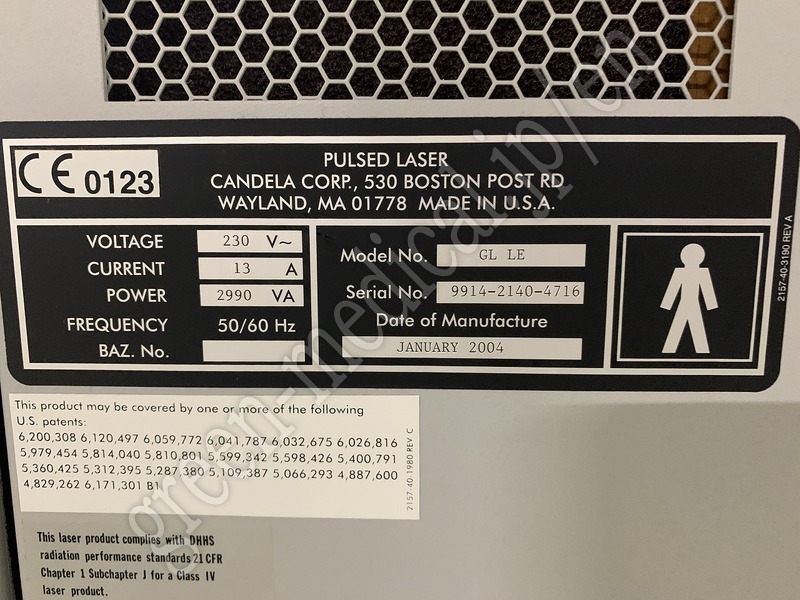 CE 0123
PULSED LASER
CANDELA CORP., 530 BOSTON POST RD
WAYLAND, MA 01778 MADE IN U.S.A.
VOLTAGE 230 V~
CURRENT 13 A
POWER 2990 VA
FREQUENCY 50/60 Hz
BAZ. No.
Model No. GL LE
Serial No. 9914-2140-4716
Date of Manufacture
JANUARY 2004
2157-40-3190 REV A
This product may be covered by one or more of the following
U.S. patents:
6,200,308 6,120,497 6,059,772 6,041,787 6,032,675 6,026,816
5,979,454 5,814,040 5,810,801 5,599,342 5,598,426 5,400,791
5,360,425 5,312,395 5,287,380 5,109,387 5,066,293 4,887,600
4,829,262 6,171,301 B1
2157-40-1980 REV C
This laser product complies with DHHS
radiation performance standards 21 CFR
Chapter 1 Subchapter J for a Class IV
laser product.
green-medical.jp/en